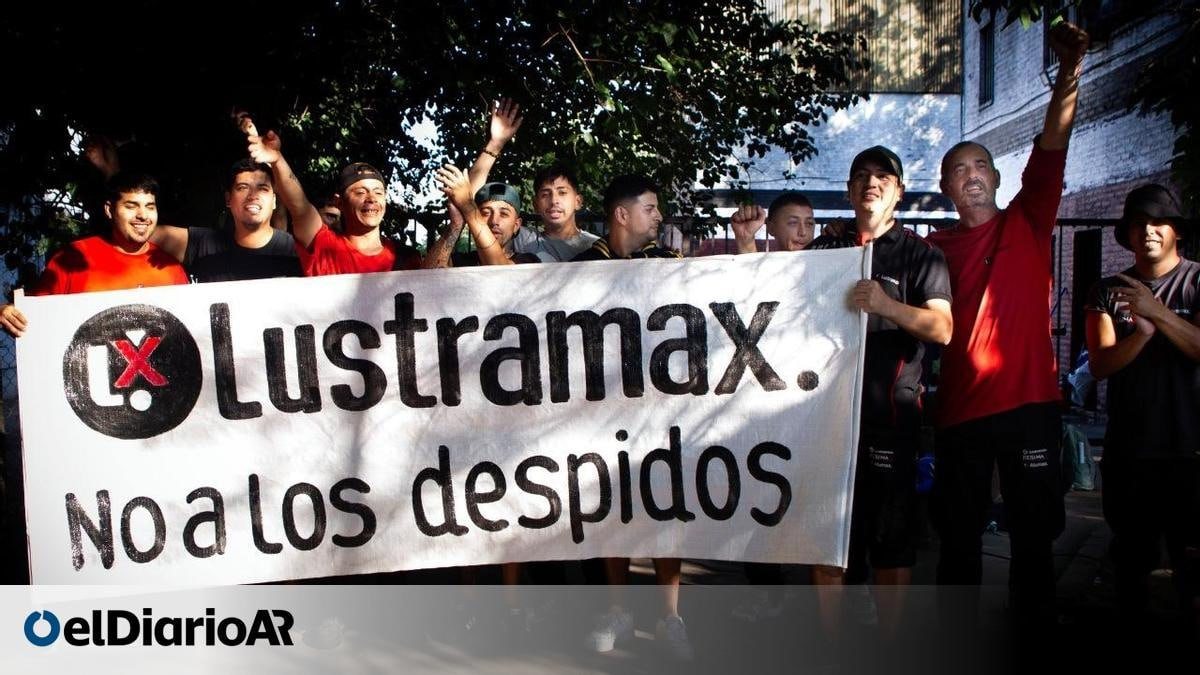 LX Lustramax.
No a los despidos
elDiarioAR